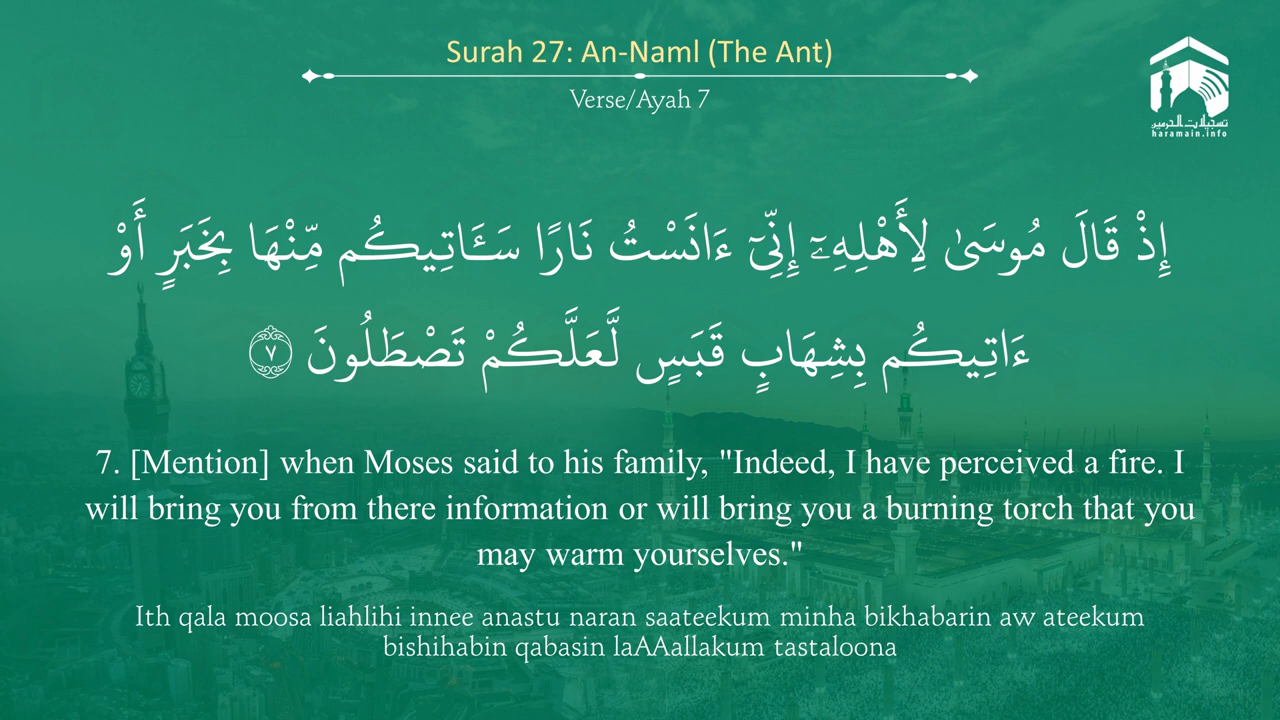 Surah 27: An-Naml (The Ant)
Verse/Ayah 7
تسجيلات الحرمين
haramain.info
إِذْ قَالَ مُوسَىٰ لِأَهْلِهِۦٓ إِنِّىٓ ءَانَسْتُ نَارًا سَـَٔاتِيكُم مِّنْهَا بِخَبَرٍ أَوْ
ءَاتِيكُم بِشِهَابٍ قَبَسٍ لَّعَلَّكُمْ تَصْطَلُونَ ٧
7. [Mention] when Moses said to his family, "Indeed, I have perceived a fire. I
will bring you from there information or will bring you a burning torch that you
may warm yourselves."
Ith qala moosa liahlihi innee anastu naran saateekum minha bikhabarin aw ateekum
bishihabin qabasin laAAallakum tastaloona